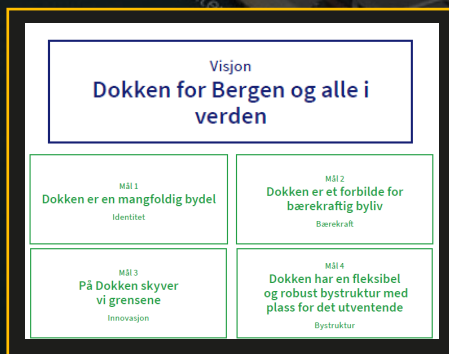 Visjon
Dokken for Bergen og alle i
verden
Mål 1
Dokken er en mangfoldig bydel
Identitet
Mål 2
Dokken er et forbilde for
bærekraftig byliv
Bærekraft
Mål 3
På Dokken skyver
vi grensene
Innovasjon
Mål 4
Dokken har en fleksibel
og robust bystruktur med
plass for det utventende
Bystruktur